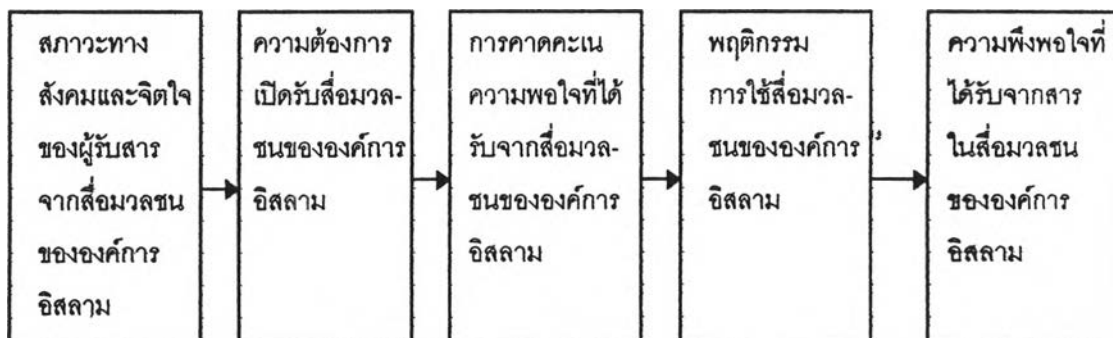 สภาวะทาง
สังคมและจิตใจ
ของผู้รับสาร
จากสื่อมวลชน
ขององค์การ
อิสลาม
ความต้องการ
เปิดรับสื่อมวล-
ชนขององค์การ
อิสลาม
การคาดคะเน
ความพอใจที่ได้
รับจากสื่อมวล-
ชนขององค์การ
อิสลาม
พฤติกรรม
การใช้สื่อมวล-
ชนขององค์การ
อิสลาม
ความพึงพอใจที่
ได้รับจากสาร
ในสื่อมวลชน
ขององค์การ
อิสลาม